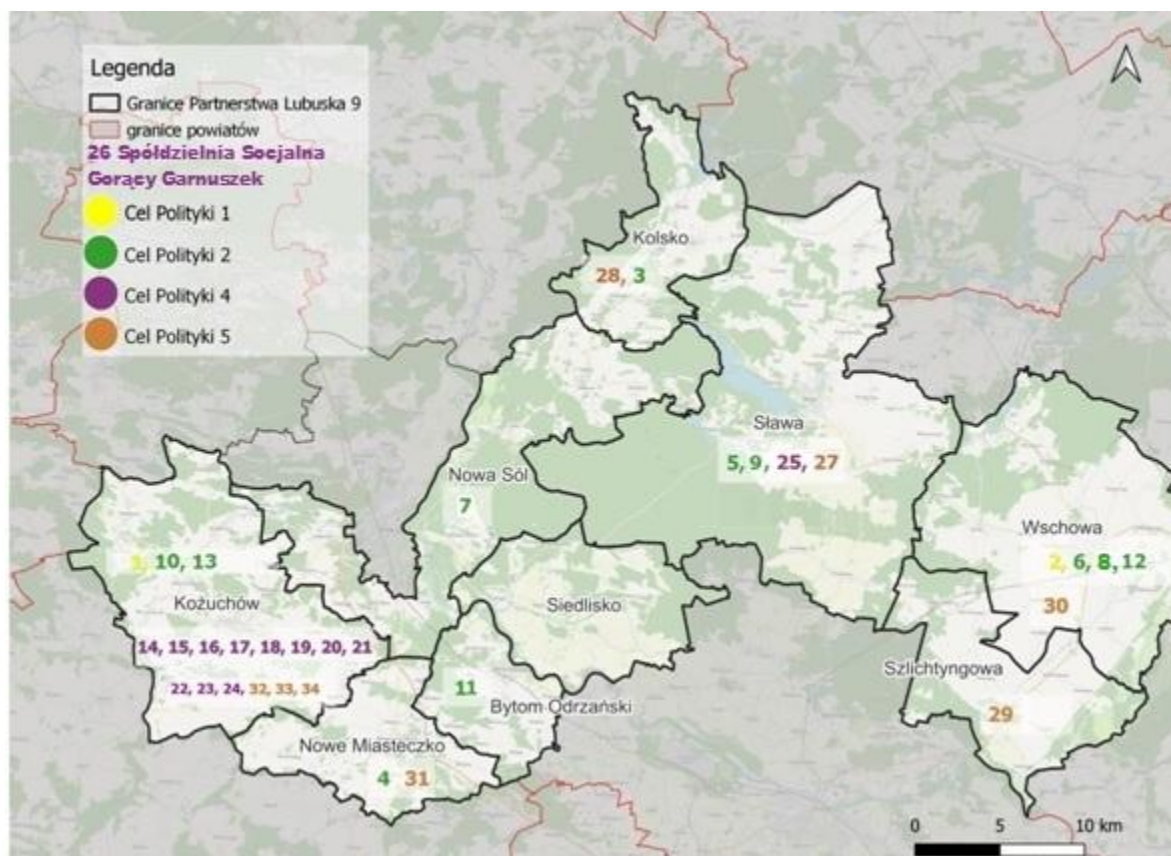 Legenda
Granice Partnerstwa Lubuska 9
granice powiatów
26 Spółdzielnia Socjalna
Gorący Garnuszek
Cel Polityki 1
Cel Polityki 2
Cel Polityki 4
Cel Polityki 5
Kolsko
28, 3
Sława
5, 9, 25, 27
Nowa Sól
7
Wschowa
2, 6, 8, 12
30
1, 10, 13
Kożuchów
14, 15, 16, 17, 18, 19, 20, 21
22, 23, 24, 32, 33, 34
Siedlisko
Szlichtyngowa
29
11
Bytom Odrzański
Nowe Miasteczko
4 31
0 5 10 km